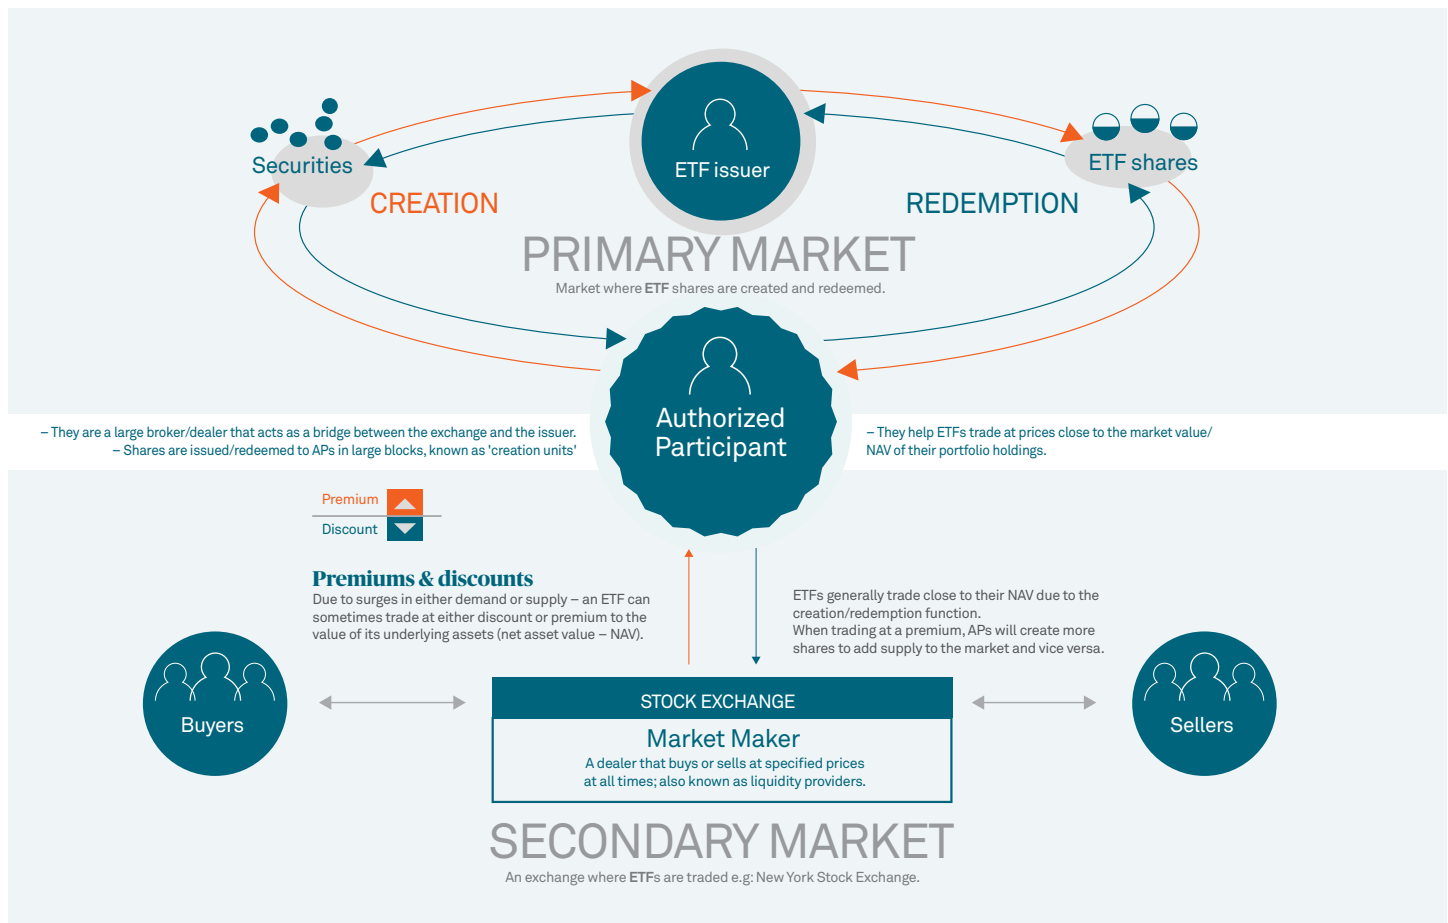 Securities
ETF issuer
ETF shares
CREATION
REDEMPTION
PRIMARY MARKET
Market where ETF shares are created and redeemed.
Authorized
Participant
– They are a large broker/dealer that acts as a bridge between the exchange and the issuer.
– Shares are issued/redeemed to APs in large blocks, known as 'creation units'
– They help ETFs trade at prices close to the market value/
NAV of their portfolio holdings.
Premium
Discount
Premiums & discounts
Due to surges in either demand or supply – an ETF can
sometimes trade at either discount or premium to the
value of its underlying assets (net asset value – NAV).
ETFs generally trade close to their NAV due to the
creation/redemption function.
When trading at a premium, APs will create more
shares to add supply to the market and vice versa.
Buyers
STOCK EXCHANGE
Market Maker
A dealer that buys or sells at specified prices
at all times; also known as liquidity providers.
Sellers
SECONDARY MARKET
An exchange where ETFs are traded e.g: New York Stock Exchange.